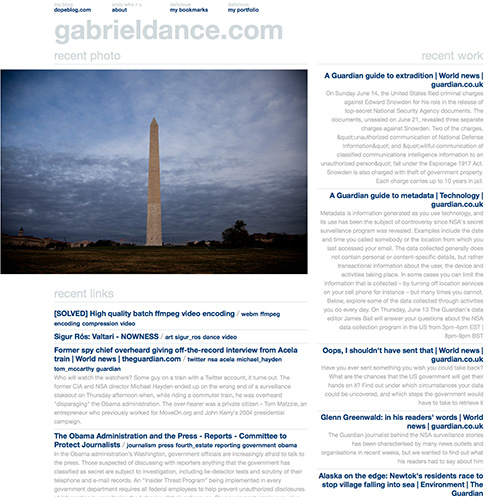 my blog
dopeblog.com
about
delicious
my bookmarks
delicious
my portfolio
gabrieldance.com
recent photo
recent links
[SOLVED] High quality batch ffmpeg video encoding / webm ffmpeg
encoding compression video
Sigur Rós: Valtari - NOWNESS / art sigur_ros dance video
Former spy chief overheard giving off-the-record interview from Acela
train | World news | theguardian.com / twitter nsa acela michael_hayden
tom_mccarthy guardian
Who will watch the watchers? Some guy on a train with a Twitter account, it turns out. The
former CIA and NSA director Michael Hayden ended up on the wrong end of a surveillance
stakeout on Thursday afternoon when, while riding a commuter train, he was overheard
"disparaging" the Obama administration. The over-hearer was a private citizen – Tom Matzzie, an
entrepreneur who previously worked for MoveOn.org and John Kerry's 2004 presidential
campaign.
The Obama Administration and the Press - Reports - Committee to
Protect Journalists / journalism press fourth_estate reporting government obama
In the Obama administration's Washington, government officials are increasingly afraid to talk to
the press. Those suspected of discussing with reporters anything that the government has
classified as secret are subject to investigation, including lie-detector tests and scrutiny of their
telephone and e-mail records. An "Insider Threat Program" being implemented in every
government department requires all federal employees to help prevent unauthorized disclosures
recent work
A Guardian guide to extradition | World news |
guardian.co.uk
On Sunday June 14, the United States filed criminal charges
against Edward Snowden for his role in the release of
top-secret National Security Agency documents. The
documents, unsealed on June 21, revealed three separate
charges against Snowden. Two of the charges,
&quot;unauthorized communication of National Defense
Information&quot; and &quot;willful communication of
classified communications intelligence information to an
unauthorized person&quot; fall under the Espionage 1917 Act.
Snowden is also charged with theft of government property.
Each charge carries up to 10 years in jail.
A Guardian guide to metadata | Technology |
guardian.co.uk
Metadata is information generated as you use technology, and
its use has been the subject of controversy since NSA's secret
surveillance program was revealed. Examples include the date
and time you called somebody or the location from which you
last accessed your email. The data collected generally does
not contain personal or content-specific details, but rather
transactional information about the user, the device and
activities taking place. In some cases you can limit the
information that is collected – by turning off location services
on your cell phone for instance – but many times you cannot.
Below, explore some of the data collected through activities
you do every day. On Thursday, June 13 The Guardian's data
editor James Ball will answer your questions about the NSA
data collection program in the US from 3pm-4pm EST |
8pm-9pm BST
Oops, I shouldn't have sent that | World news |
guardian.co.uk
Have you ever sent something you wish you could take back?
What are the chances that the US government will get their
hands on it? Find out under which circumstances your data
could be uncovered, and which steps the government would
have to take to retrieve it
Glenn Greenwald: in his readers' words | World
news | guardian.co.uk
The Guardian journalist behind the NSA surveillance stories
has been characterised by many news outlets and
organisations in recent weeks, but we wanted to find out what
his readers had to say about him
Alaska on the edge: Newtok's residents race to
stop village falling into sea | Environment | The
Guardian